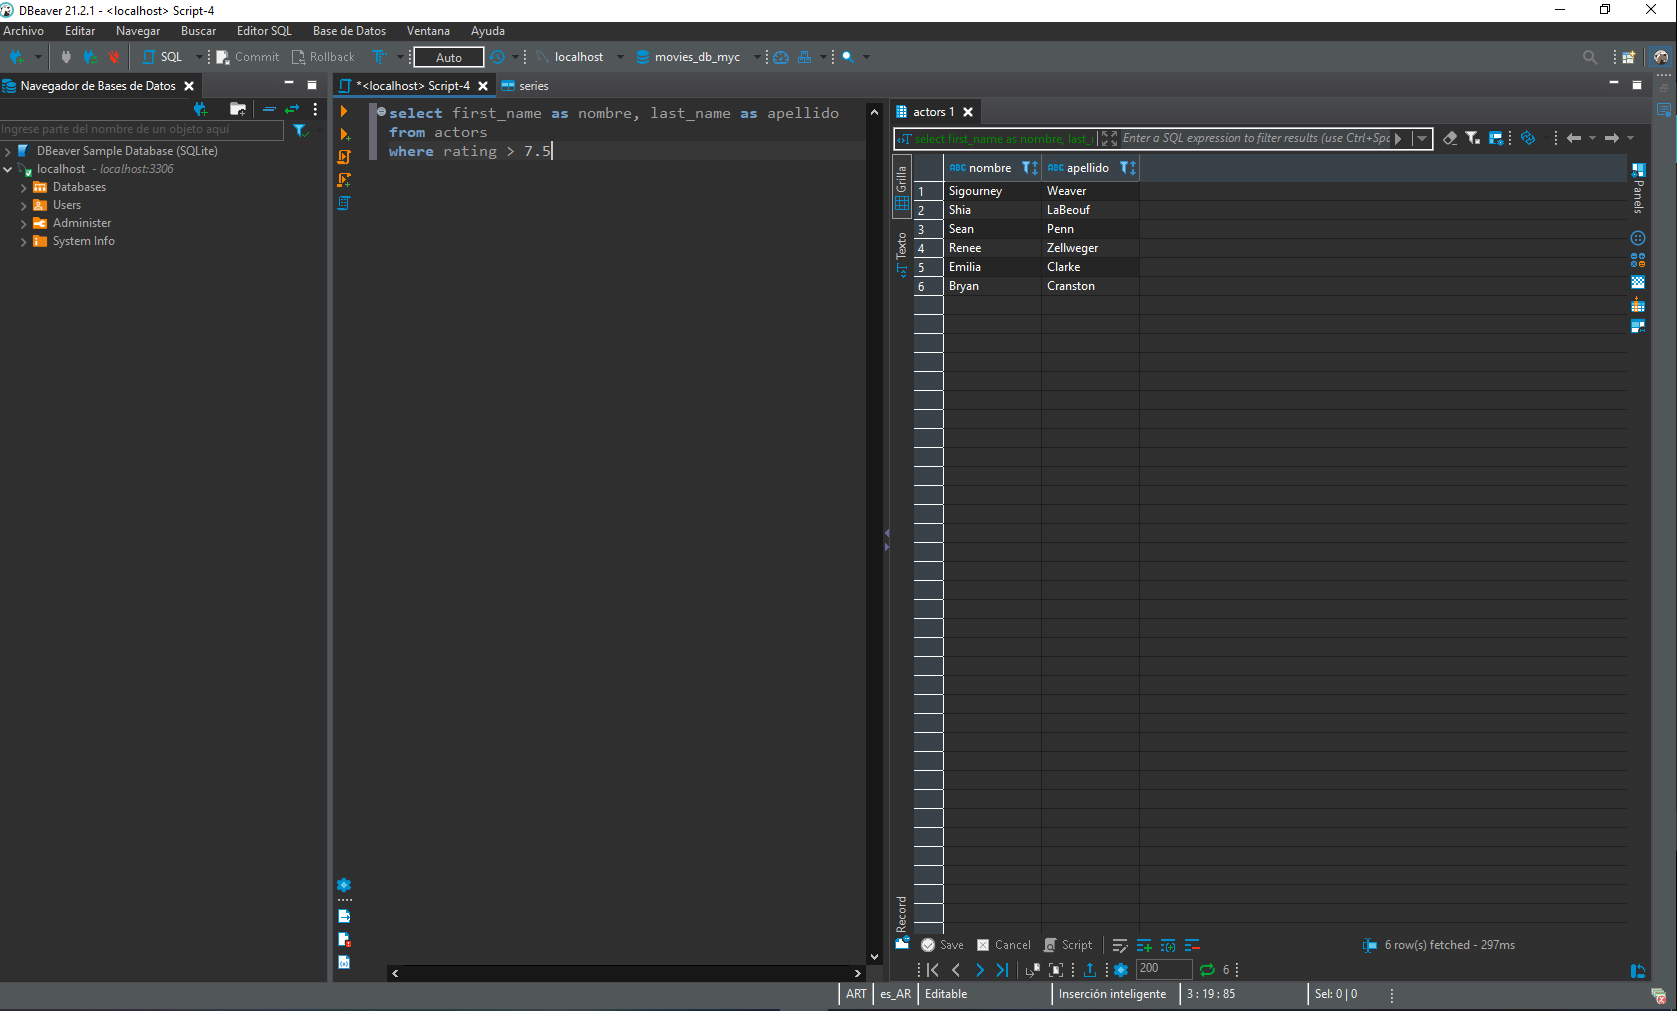 DBeaver 21.2.1 - <localhost> Script-4
Archivo Editar Navegar Buscar Editor SQL Base de Datos Ventana Ayuda
SQL Commit Rollback Auto localhost movies_db_myc
Navegador de Bases de Datos
Ingrese parte del nombre de un objeto aquí
DBeaver Sample Database (SQLite)
localhost - localhost:3306
Databases
Users
Administer
System Info
*<localhost> Script-4 series
select first_name as nombre, last_name as apellido
from actors
where rating > 7.5
actors 1
select first_name as nombre, last_ Enter a SQL expression to filter results (use Ctrl+Spc
Grilla
Texto
Record
ABC nombre ABC apellido
1 Sigourney Weaver
2 Shia LaBeouf
3 Sean Penn
4 Renee Zellweger
5 Emilia Clarke
6 Bryan Cranston
Panels
Save Cancel Script 6 row(s) fetched - 297ms
200 6
ART es_AR Editable Inserción inteligente 3 : 19 : 85 Sel: 0 | 0